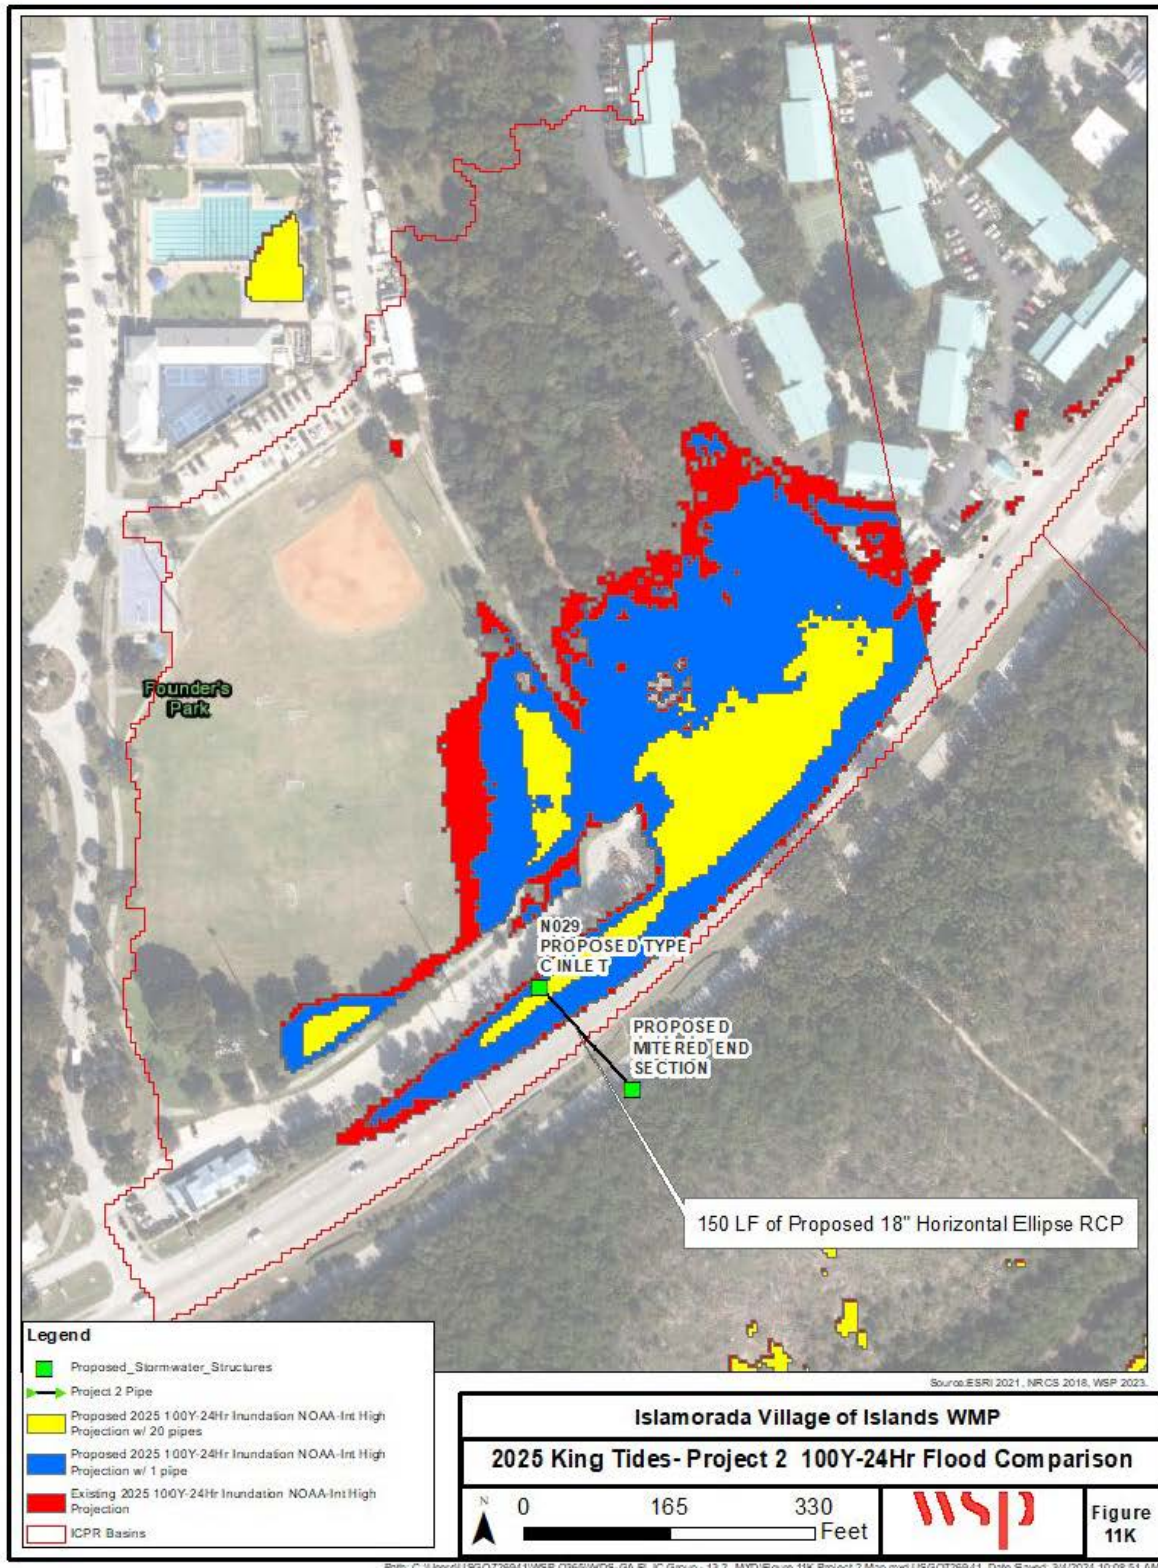 Founder's
Park
N029
PROPOSED TYPE
C INLET
PROPOSED
MITERED END
SECTION
150 LF of Proposed 18" Horizontal Ellipse RCP
Legend
Proposed_Stormwater_Structures
Project 2 Pipe
Proposed 2025 100Y-24Hr Inundation NOAA-Int High
Projection w/ 20 pipes
Proposed 2025 100Y-24Hr Inundation NOAA-Int High
Projection w/ 1 pipe
Existing 2025 100Y-24Hr Inundation NOAA-Int High
Projection
ICPR Basins
Source:ESRI 2021, NRCS 2018, WSP 2023.
Islamorada Village of Islands WMP
2025 King Tides- Project 2 100Y-24Hr Flood Comparison
N
0 165 330
Feet
wsp
Figure
11K